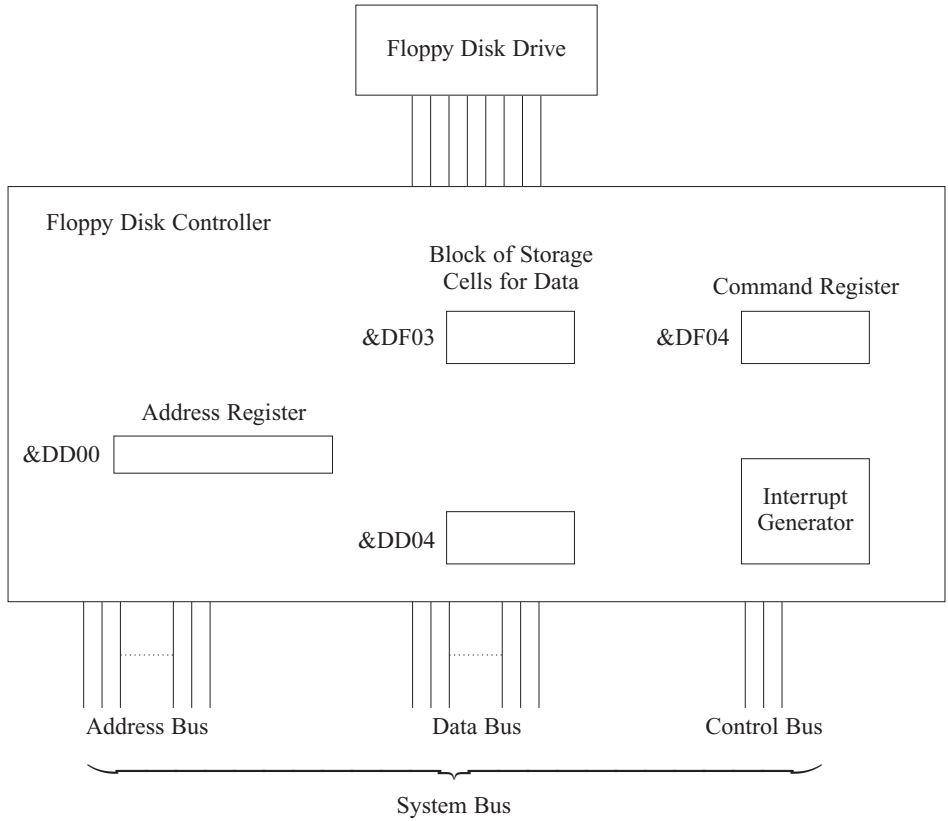 Floppy Disk Drive
Floppy Disk Controller
Block of Storage
Cells for Data
Command Register
&DF03
&DF04
Address Register
&DD00
Interrupt
Generator
&DD04
Address Bus
Data Bus
Control Bus
System Bus